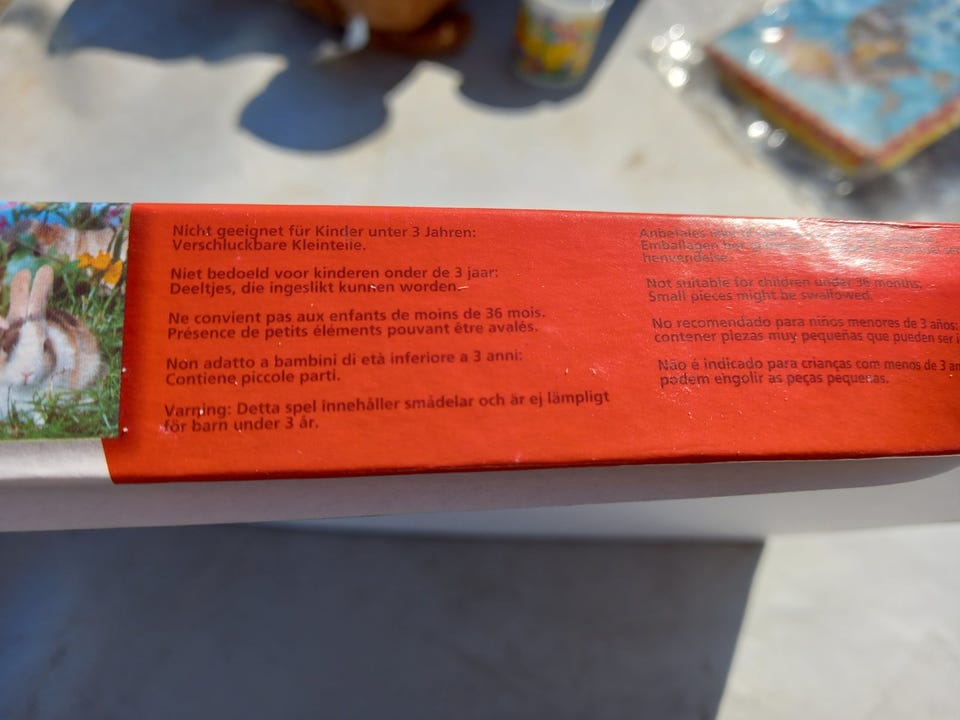 Nicht geeignet für Kinder unter 3 Jahren:
Verschluckbare Kleinteile.
Niet bedoeld voor kinderen onder de 3 jaar:
Deeltjes, die ingeslikt kunnen worden.
Ne convient pas aux enfants de moins de 36 mois.
Présence de petits éléments pouvant être avalés.
Non adatto a bambini di età inferiore a 3 anni:
Contiene piccole parti.
Varning: Detta spel innehåller smådelar och är ej lämpligt
för barn under 3 år.
Anbefales
Emballagen bør
henvendelse.
Not suitable for children under 36 months.
Small pieces might be swallowed.
No recomendado para niños menores de 3 años:
contener piezas muy pequeñas que pueden ser
Não é indicado para crianças com menos de 3
podem engolir as peças pequenas.